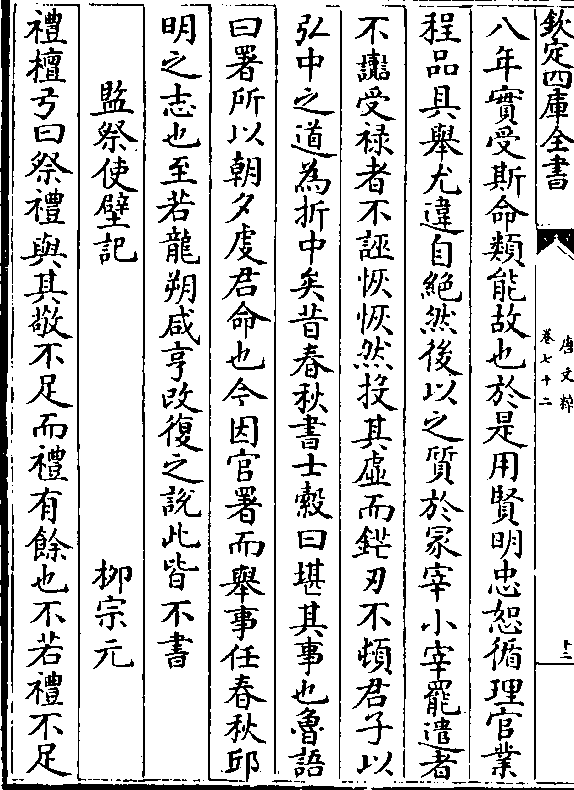 欽定四庫全書
唐文粹
卷七十二
十二
八年實受斯命類能故也於是用賢明忠恕循理官業
程品具舉尤違自絕然後以之質於冢宰小宰罷遣者
不讟受祿者不誣恢恢然投其虛而鋩刃不頓君子以
弘中之道為折中矣昔春秋書士縠曰堪其事也魯語
曰署所以朝夕虔君命也今因官署而舉事任春秋邱
明之志也至若龍朔咸亨改復之說此皆不書
監祭使壁記 柳宗元
禮檀弓曰祭禮與其敬不足而禮有餘也不若禮不足